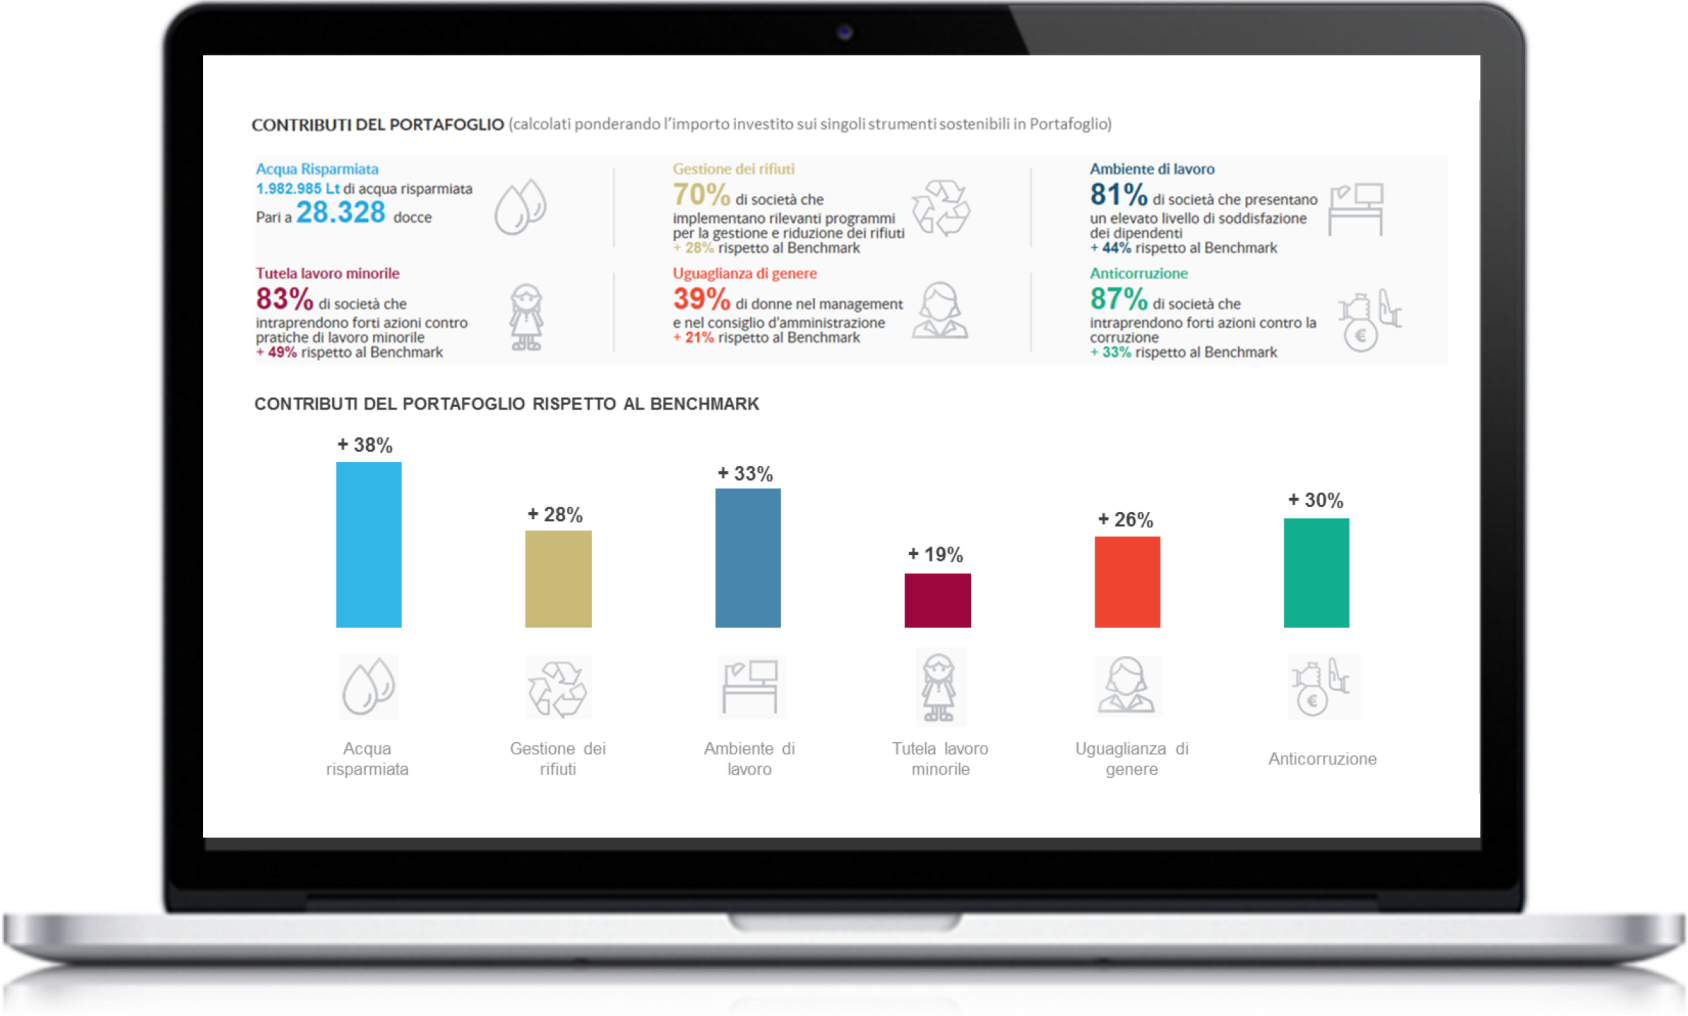 CONTRIBUTI DEL PORTAFOGLIO (calcolati ponderando l'importo investito sui singoli strumenti sostenibili in Portafoglio)
Acqua Risparmiata
1.982.985 Lt di acqua risparmiata
Pari a 28.328 docce
Gestione dei rifiuti
70% di società che
implementano rilevanti programmi
per la gestione e riduzione dei rifiuti
+ 28% rispetto al Benchmark
Ambiente di lavoro
81% di società che presentano
un elevato livello di soddisfazione
dei dipendenti
+ 44% rispetto al Benchmark
Tutela lavoro minorile
83% di società che
intraprendono forti azioni contro
pratiche di lavoro minorile
+ 49% rispetto al Benchmark
Uguaglianza di genere
39% di donne nel management
e nel consiglio d'amministrazione
+ 21% rispetto al Benchmark
Anticorruzione
87% di società che
intraprendono forti azioni contro la
corruzione
+ 33% rispetto al Benchmark
€
CONTRIBUTI DEL PORTAFOGLIO RISPETTO AL BENCHMARK
+ 38%
+ 28%
+ 33%
+ 19%
+ 26%
+ 30%
€
Acqua
risparmiata
Gestione dei
rifiuti
Ambiente di
lavoro
Tutela lavoro
minorile
Uguaglianza di
genere
Anticorruzione